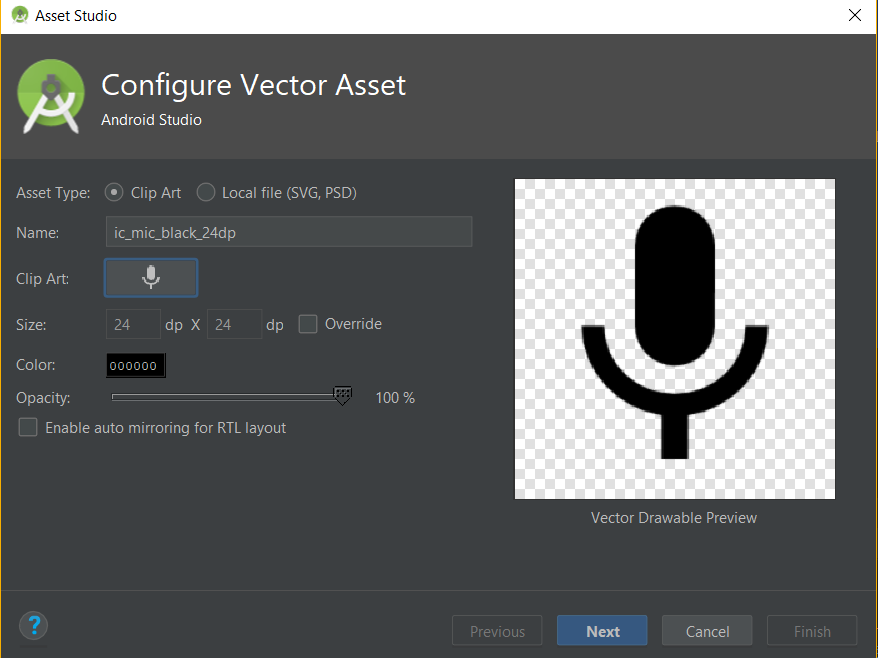 Asset Studio
Configure Vector Asset
Android Studio
Asset Type: Clip Art Local file (SVG, PSD)
Name: ic_mic_black_24dp
Clip Art:
Size: 24 dp X 24 dp Override
Color: 000000
Opacity: 100 %
Enable auto mirroring for RTL layout
Vector Drawable Preview
? Previous Next Cancel Finish